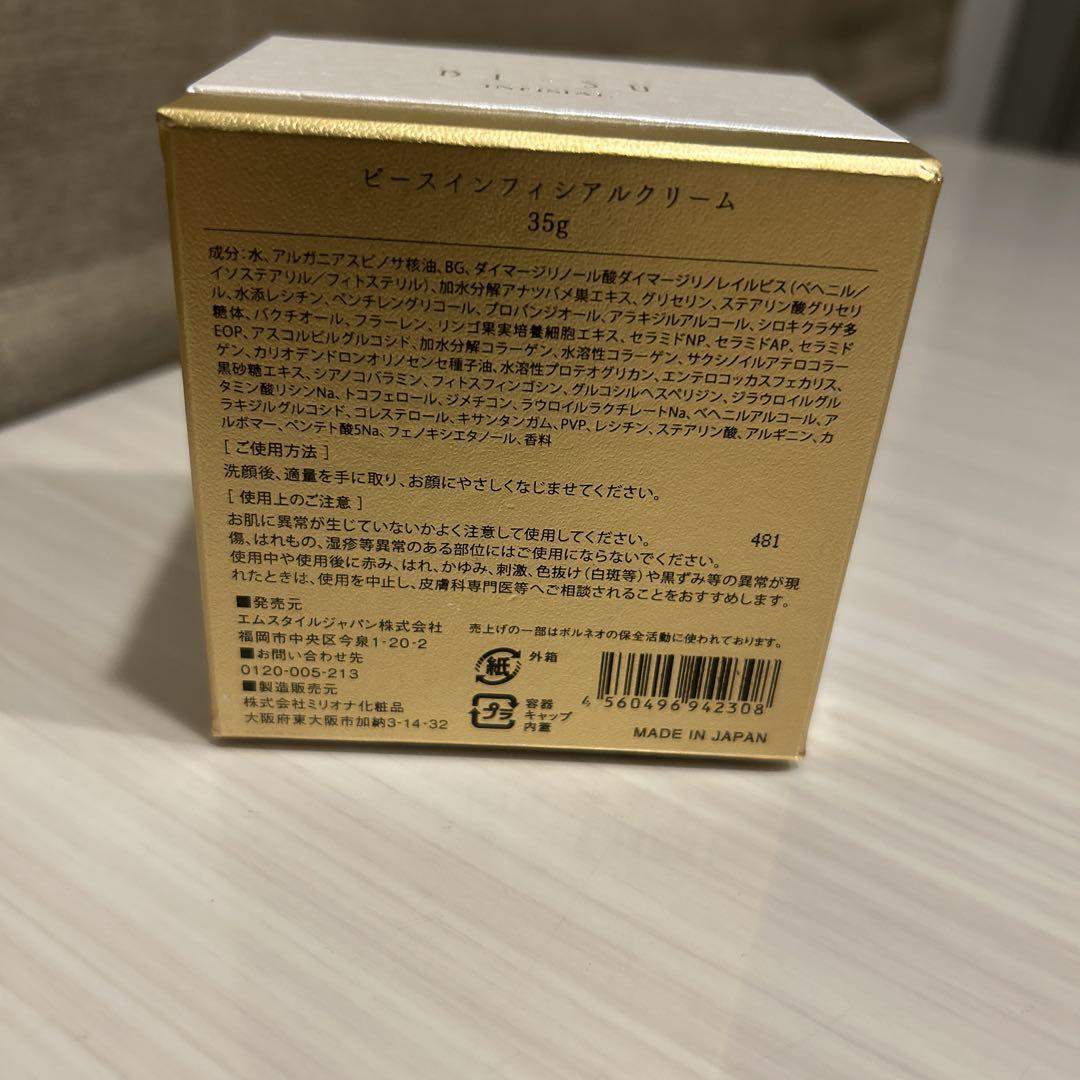 ビースインフィシアルクリーム
35g
成分：水、アルガニアスピノサ核油、BG、ダイマージリノール酸ダイマージリノレイルビス（ベヘニル／
イソステアリル／フィトステリル）、加水分解アナツバメ巣エキス、グリセリン、ステアリン酸グリセリ
ル、水添レシチン、ペンチレングリコール、プロパンジオール、アラキジルアルコール、シロキクラゲ多
糖体、バクチオール、フラーレン、リンゴ果実培養細胞エキス、セラミドNP、セラミドAP、セラミド
EOP、アスコルビルグルコシド、加水分解コラーゲン、水溶性コラーゲン、サクシノイルアテロコラー
ゲン、カリオデンドロンオリノセンセ種子油、水溶性プロテオグリカン、エンテロコッカスフェカリス、
黒砂糖エキス、シアノコバラミン、フィトスフィンゴシン、グルコシルヘスペリジン、ジラウロイルグル
タミン酸リシンNa、トコフェロール、ジメチコン、ラウロイルラクチレートNa、ベヘニルアルコール、ア
ラキジルグルコシド、コレステロール、キサンタンガム、PVP、レシチン、ステアリン酸、アルギニン、カ
ルボマー、ペンテト酸5Na、フェノキシエタノール、香料
［ご使用方法］
洗顔後、適量を手に取り、お顔にやさしくなじませてください。
［使用上のご注意］
お肌に異常が生じていないかよく注意して使用してください。
481
傷、はれもの、湿疹等異常のある部位にはご使用にならないでください。
使用中や使用後に赤み、はれ、かゆみ、刺激、色抜け（白斑等）や黒ずみ等の異常が現
れたときは、使用を中止し、皮膚科専門医等へご相談されることをおすすめします。
■発売元
エムスタイルジャパン株式会社
福岡市中央区今泉1-20-2
■お問い合わせ先
0120-005-213
■製造販売元
株式会社ミリオナ化粧品
大阪府東大阪市加納3-14-32
売上げの一部はボルネオの保全活動に使われております。
紙
外箱
プラ
容器
キャップ
内蓋
4 560496 942308
MADE IN JAPAN